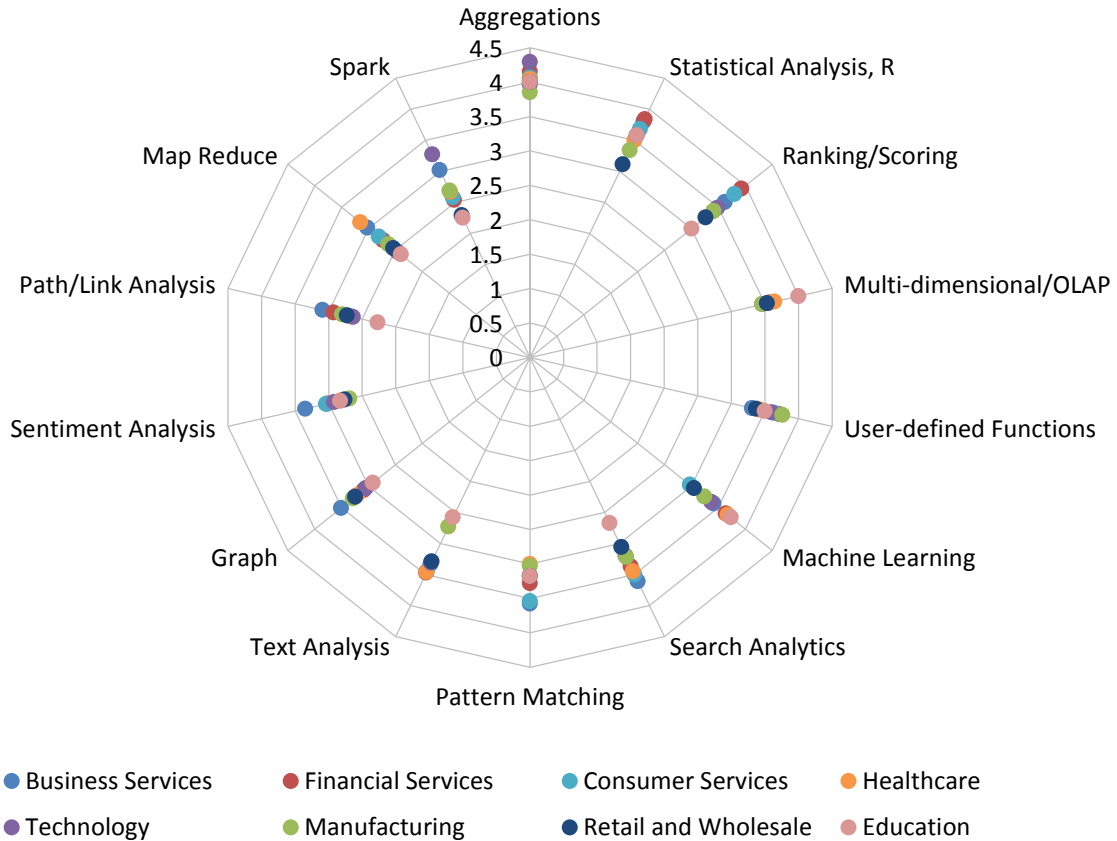 Aggregations
Statistical Analysis, R
Ranking/Scoring
Multi-dimensional/OLAP
User-defined Functions
Machine Learning
Search Analytics
Pattern Matching
Text Analysis
Graph
Sentiment Analysis
Path/Link Analysis
Map Reduce
Spark
4.5
4
3.5
3
2.5
2
1.5
1
0.5
0
Business Services
Financial Services
Consumer Services
Healthcare
Technology
Manufacturing
Retail and Wholesale
Education